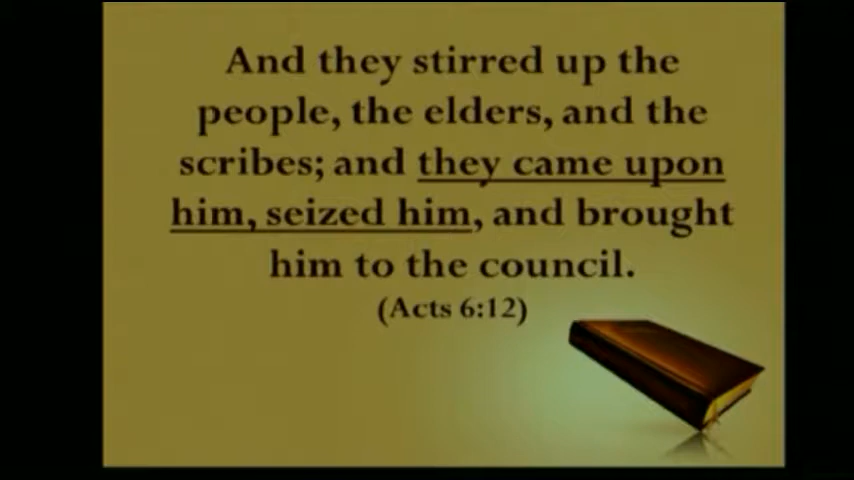 And they stirred up the
people, the elders, and the
scribes; and they came upon
him, seized him, and brought
him to the council.
(Acts 6:12)